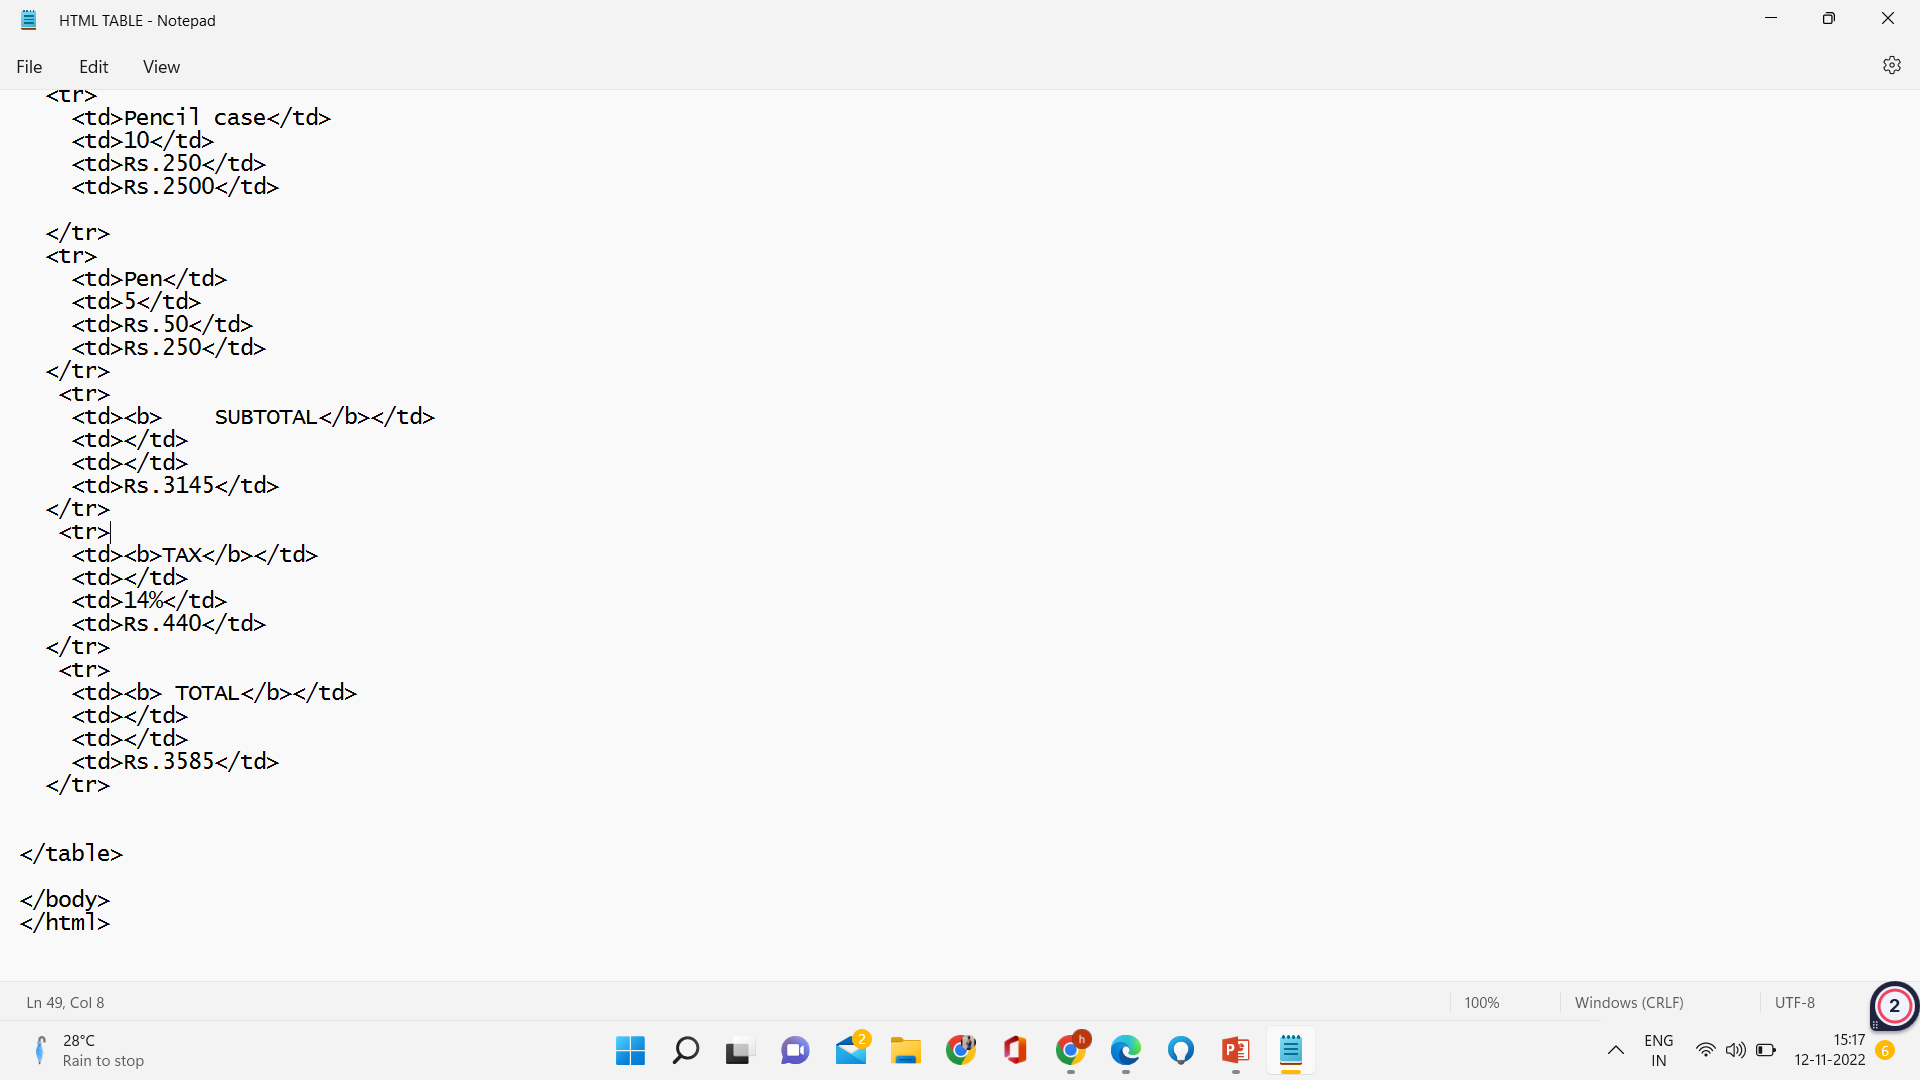 HTML TABLE - Notepad
File Edit View
<tr>
<td>Pencil case</td>
<td>10</td>
<td>Rs.250</td>
<td>Rs.2500</td>
</tr>
<tr>
<td>Pen</td>
<td>5</td>
<td>Rs.50</td>
<td>Rs.250</td>
</tr>
<tr>
<td><b>    SUBTOTAL</b></td>
<td></td>
<td></td>
<td>Rs.3145</td>
</tr>
<tr>
<td><b>TAX</b></td>
<td></td>
<td>14%</td>
<td>Rs.440</td>
</tr>
<tr>
<td><b> TOTAL</b></td>
<td></td>
<td></td>
<td>Rs.3585</td>
</tr>
</table>
</body>
</html>
Ln 49, Col 8 100% Windows (CRLF) UTF-8
2
28°C
Rain to stop
2
h
ENG
IN
15:17
12-11-2022
6